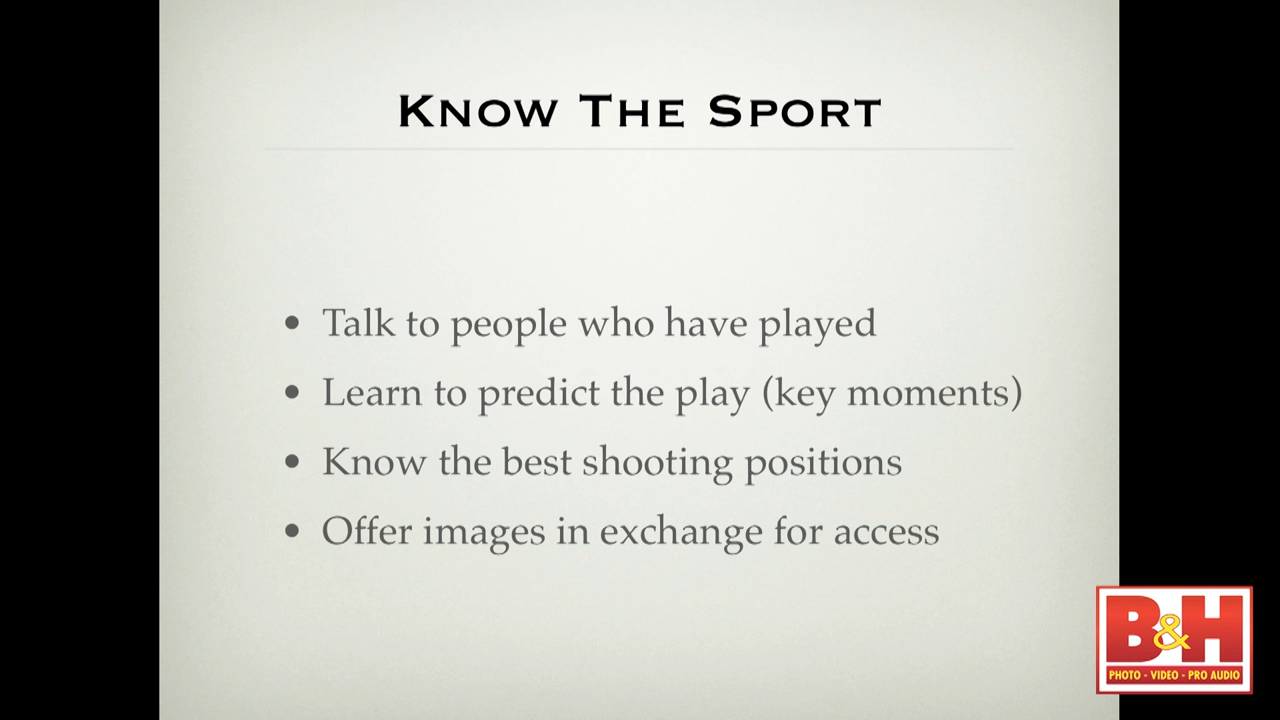 Know The Sport
• Talk to people who have played
• Learn to predict the play (key moments)
• Know the best shooting positions
• Offer images in exchange for access
B&H
PHOTO - VIDEO - PRO AUDIO